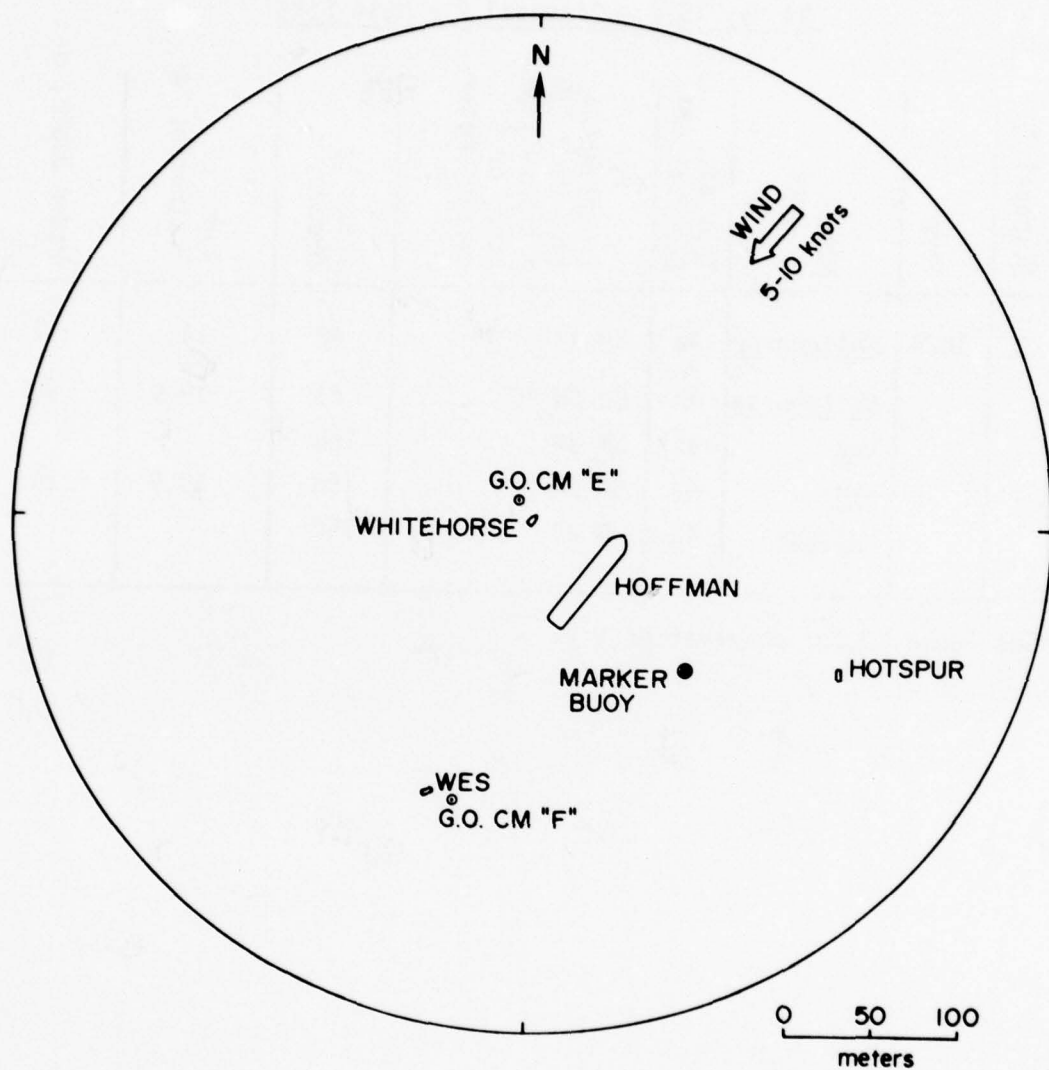 N
WIND
5-10 knots
G.O. CM "E"
WHITEHORSE
HOFFMAN
MARKER
BUOY
HOTSPUR
WES
G.O. CM "F"
0 50 100
meters